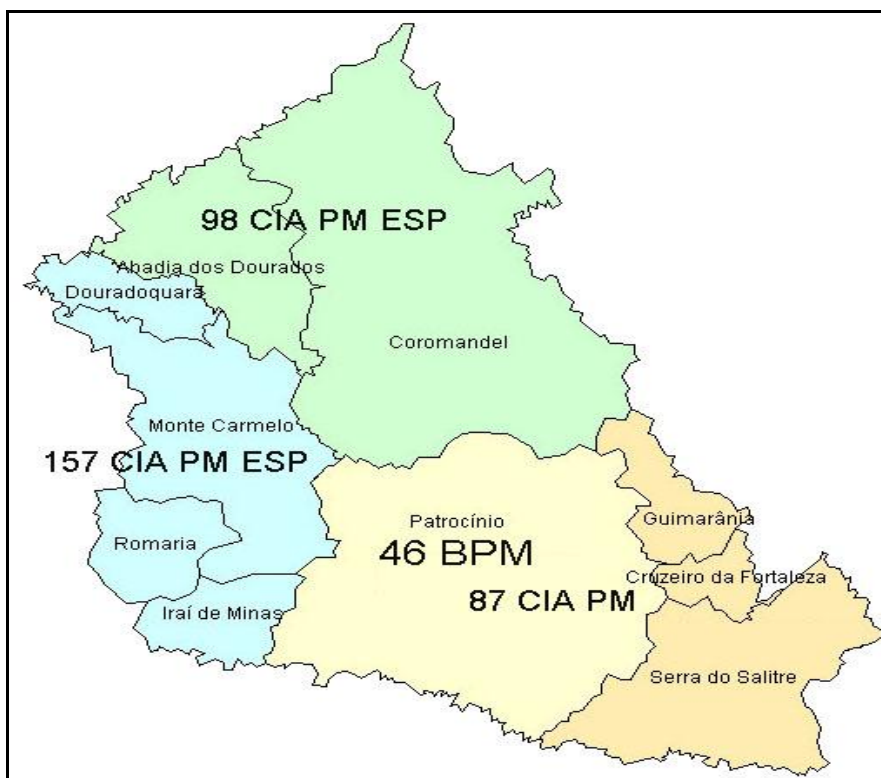 98 CIA PM ESP
Abadia dos Dourados
Douradoquara
Coromandel
Monte Carmelo
157 CIA PM ESP
Patrocínio
Guimarânia
Romaria
46 BPM
Cruzeiro da Fortaleza
87 CIA PM
Iraí de Minas
Serra do Salitre